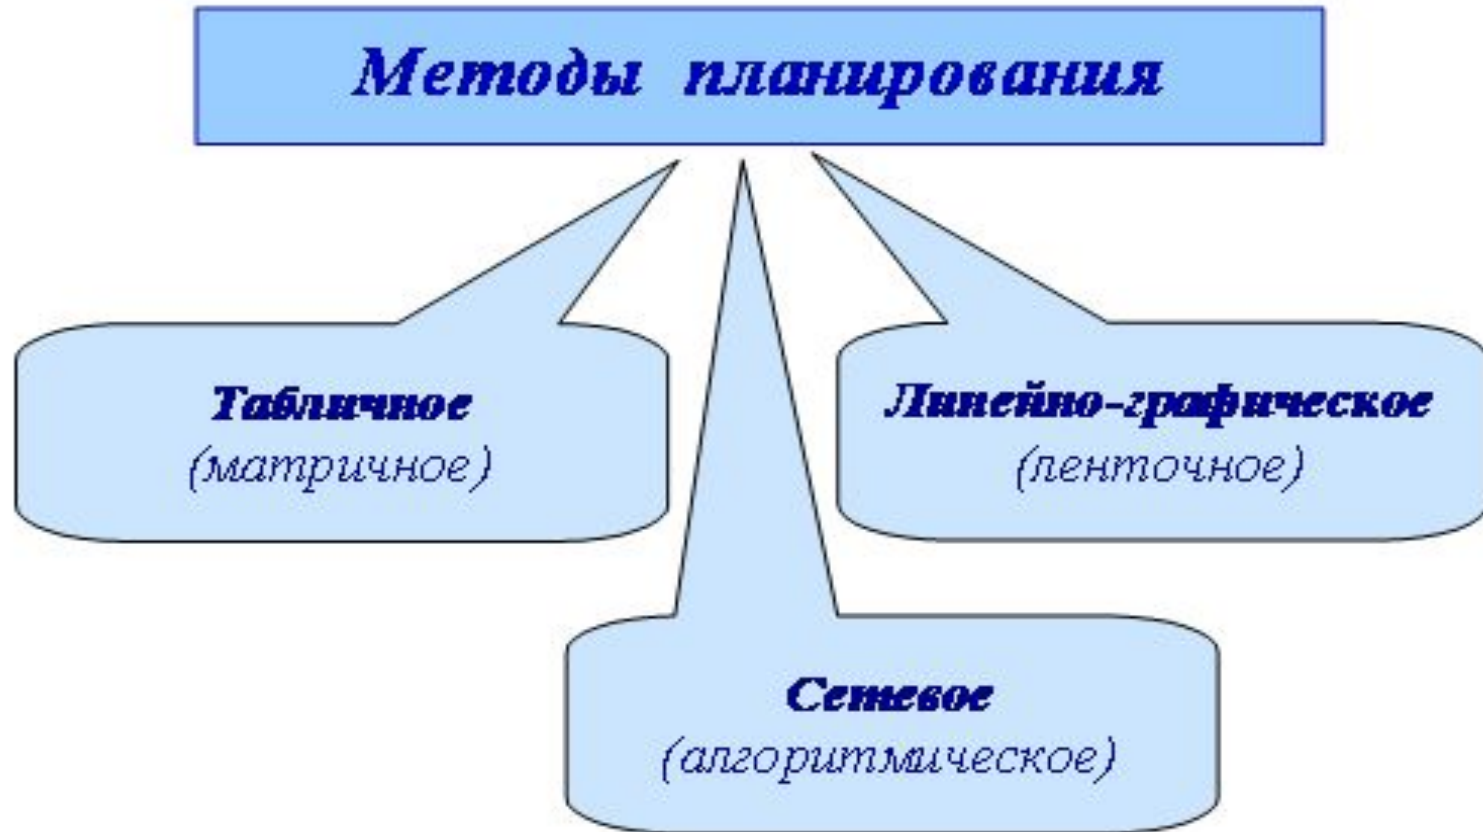 Методы планирования
Табличное
(матричное)
Линейно-графическое
(ленточное)
Сетевое
(алгоритмическое)